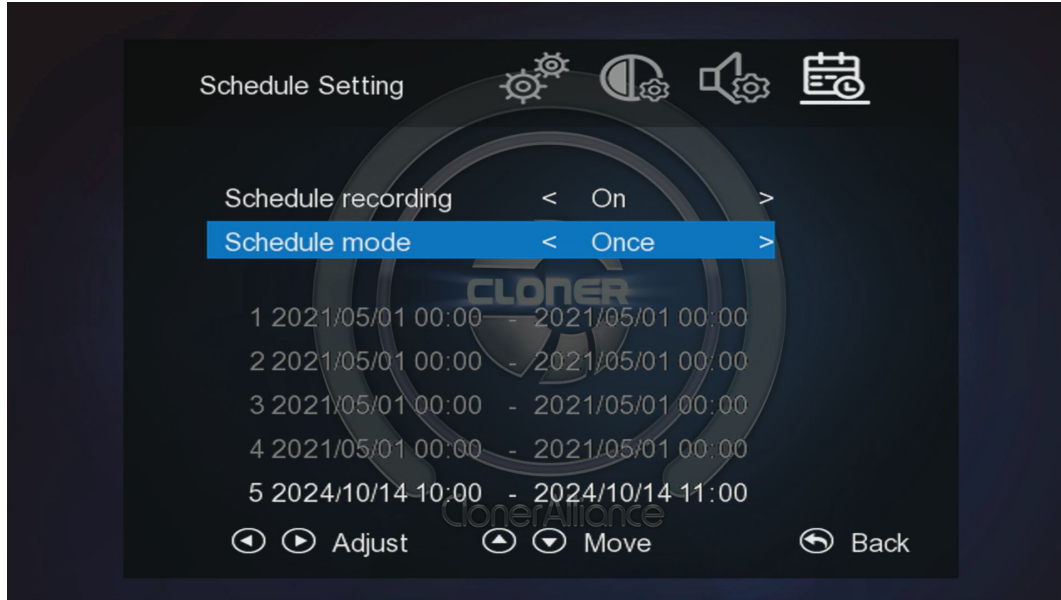 Schedule Setting
Schedule recording < On >
Schedule mode < Once >
CLONER
1 2021/05/01 00:00 - 2021/05/01 00:00
2 2021/05/01 00:00 - 2021/05/01 00:00
3 2021/05/01 00:00 - 2021/05/01 00:00
4 2021/05/01 00:00 - 2021/05/01 00:00
5 2024/10/14 10:00 - 2024/10/14 11:00
ClonerAlliance
Adjust Move Back